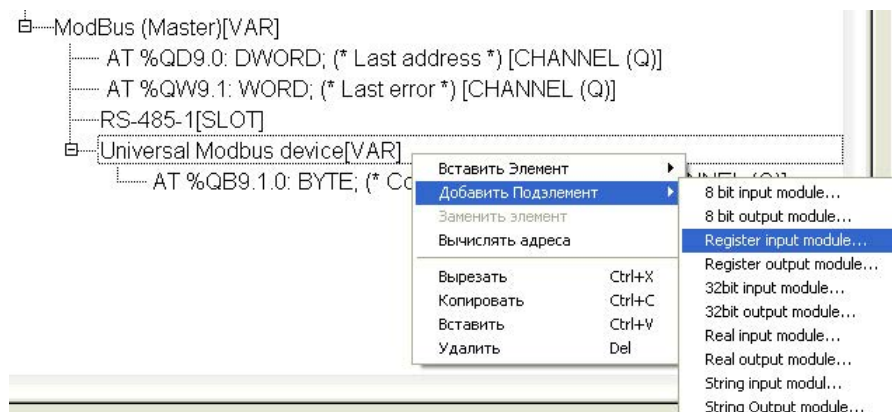 ModBus (Master)[VAR]
AT %QD9.0: DWORD; (* Last address *) [CHANNEL (Q)]
AT %QW9.1: WORD; (* Last error *) [CHANNEL (Q)]
RS-485-1[SLOT]
Universal Modbus device[VAR]
AT %QB9.1.0: BYTE; (* Co
Вставить Элемент
Добавить Подэлемент
Заменить элемент
Вычислять адреса
Вырезать Ctrl+X
Копировать Ctrl+C
Вставить Ctrl+V
Удалить Del
8 bit input module...
8 bit output module...
Register input module...
Register output module...
32bit input module...
32bit output module...
Real input module...
Real output module...
String input modul...
String Output module...